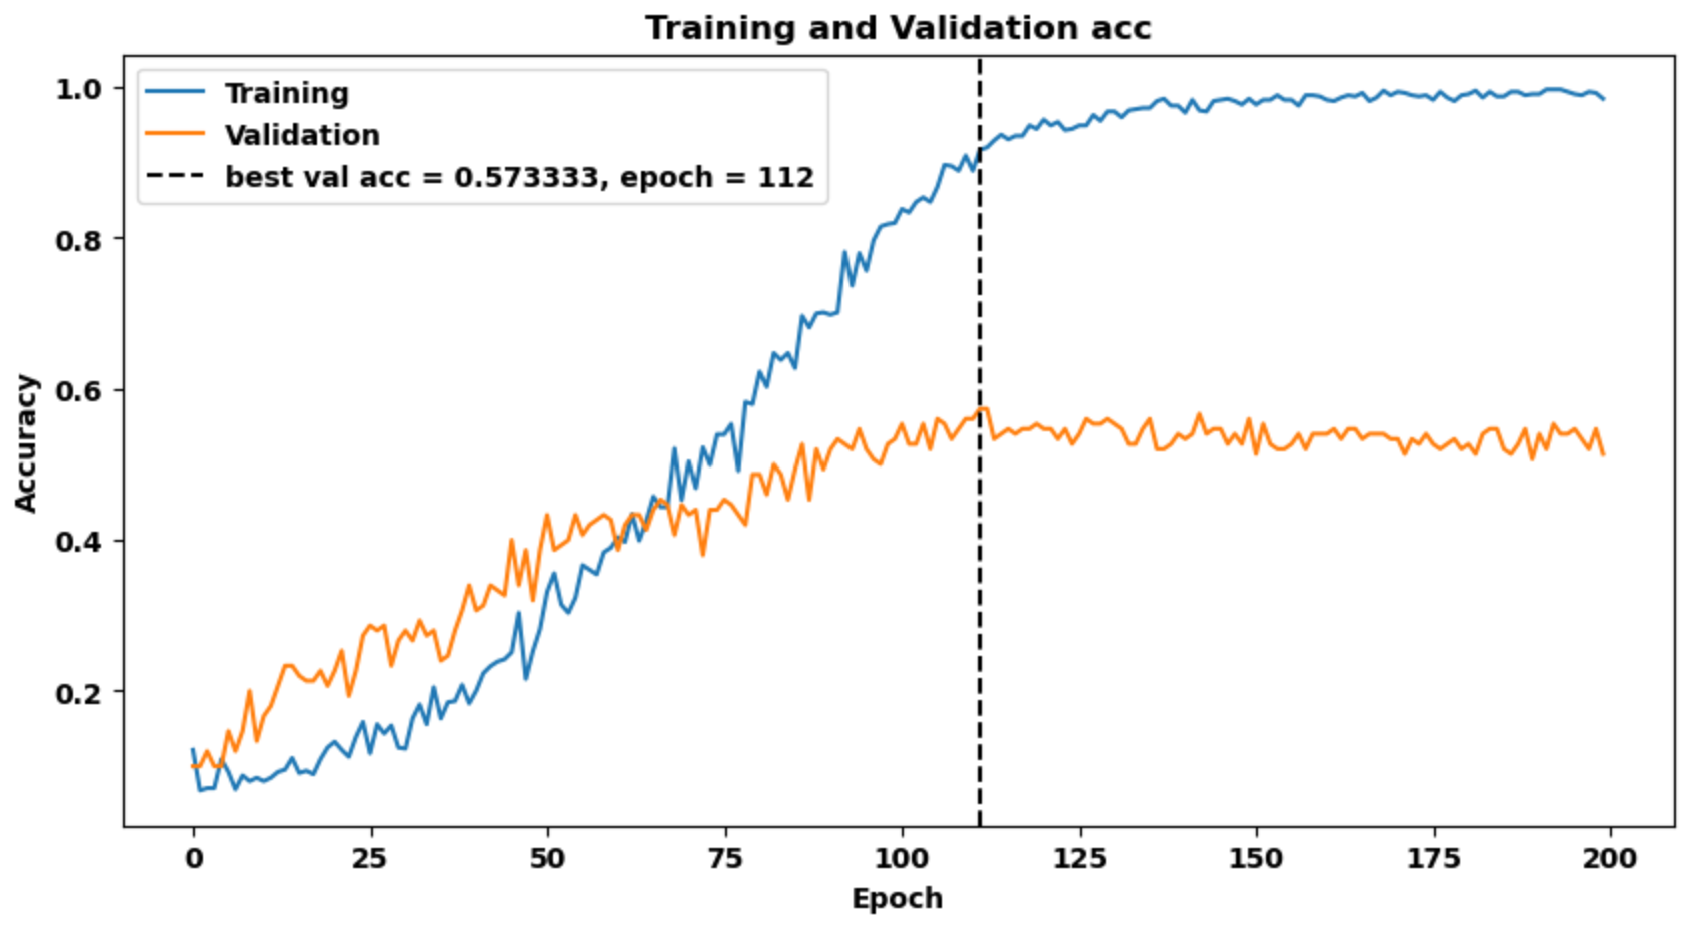 Training and Validation acc
Training
Validation
best val acc = 0.573333, epoch = 112
1.0
0.8
0.6
0.4
0.2
Accuracy
0 25 50 75 100 125 150 175 200
Epoch